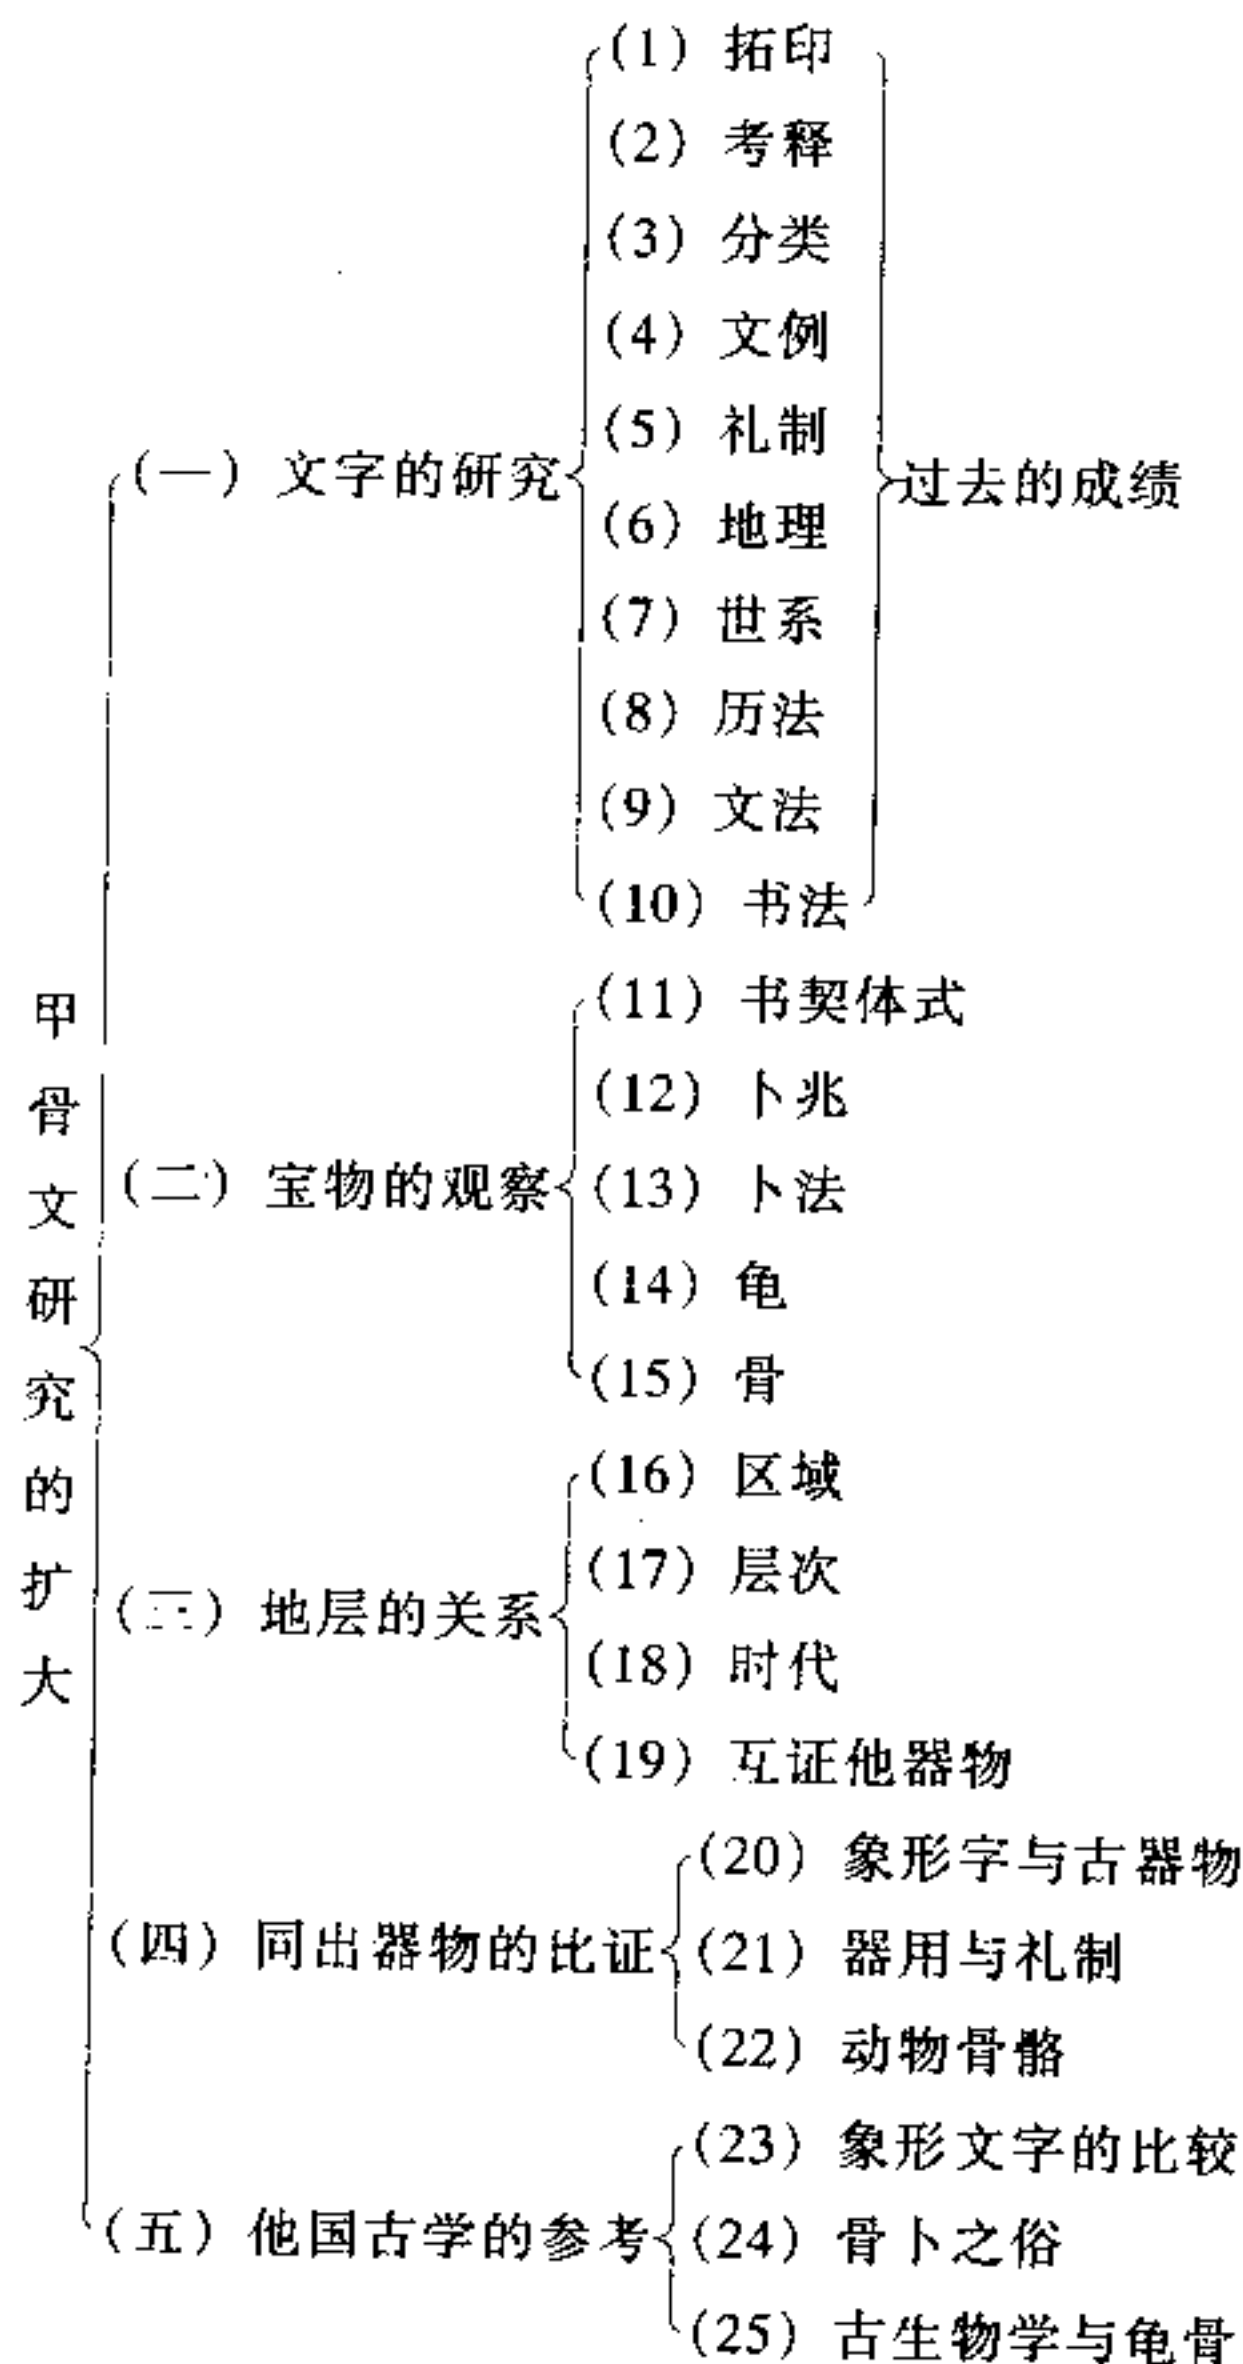 甲骨文研究的扩大
(一) 文字的研究
(1) 拓印
(2) 考释
(3) 分类
(4) 文例
(5) 礼制
(6) 地理
(7) 世系
(8) 历法
(9) 文法
(10) 书法
过去的成绩
(二) 宝物的观察
(11) 书契体式
(12) 卜兆
(13) 卜法
(14) 龟
(15) 骨
(三) 地层的关系
(16) 区域
(17) 层次
(18) 时代
(19) 互证他器物
(四) 同出器物的比证
(20) 象形字与古器物
(21) 器用与礼制
(22) 动物骨骼
(五) 他国古学的参考
(23) 象形文字的比较
(24) 骨卜之俗
(25) 古生物学与龟骨